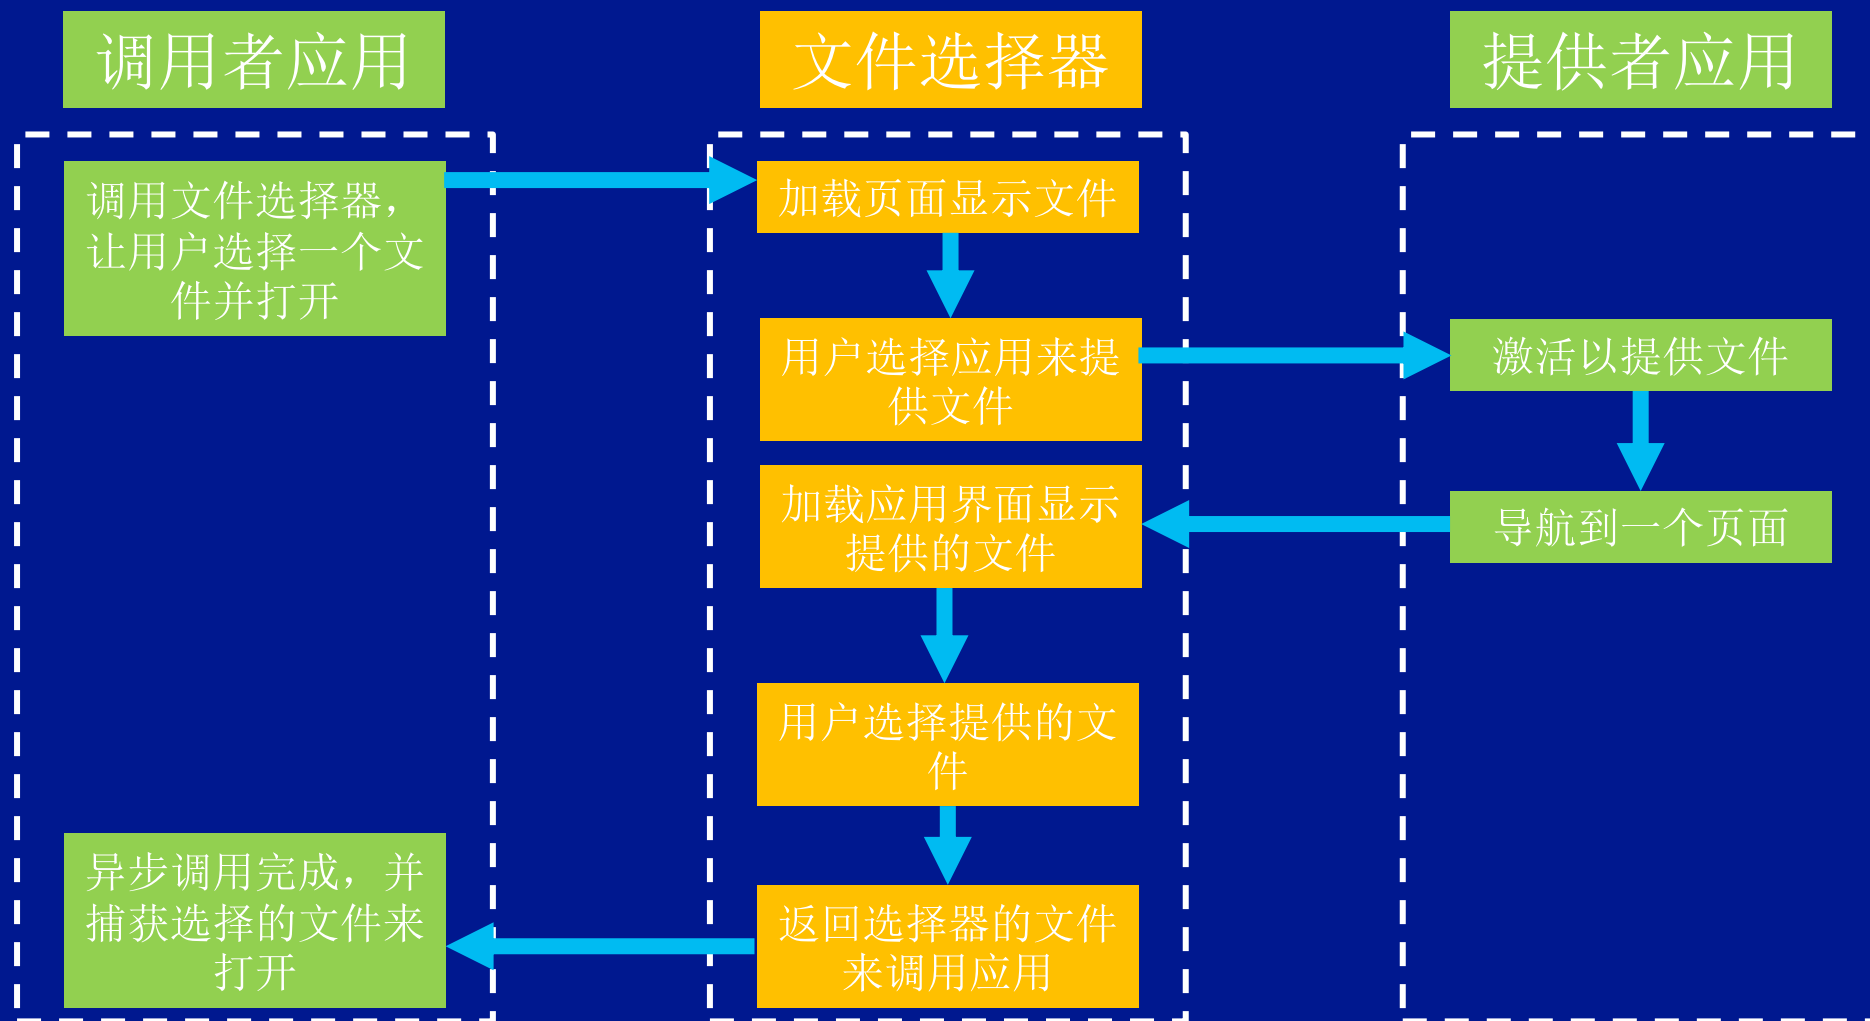 调用者应用
文件选择器
提供者应用
调用文件选择器，
让用户选择一个文
件并打开
加载页面显示文件
用户选择应用来提
供文件
激活以提供文件
导航到一个页面
加载应用界面显示
提供的文件
用户选择提供的文
件
返回选择器的文件
来调用应用
异步调用完成，并
捕获选择的文件来
打开